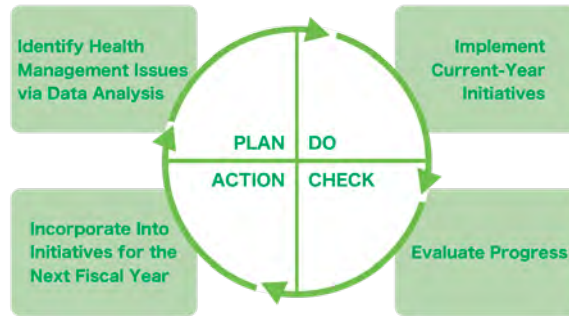 Identify Health
Management Issues
via Data Analysis
Implement
Current-Year
Initiatives
PLAN
DO
ACTION
CHECK
Incorporate Into
Initiatives for the
Next Fiscal Year
Evaluate Progress